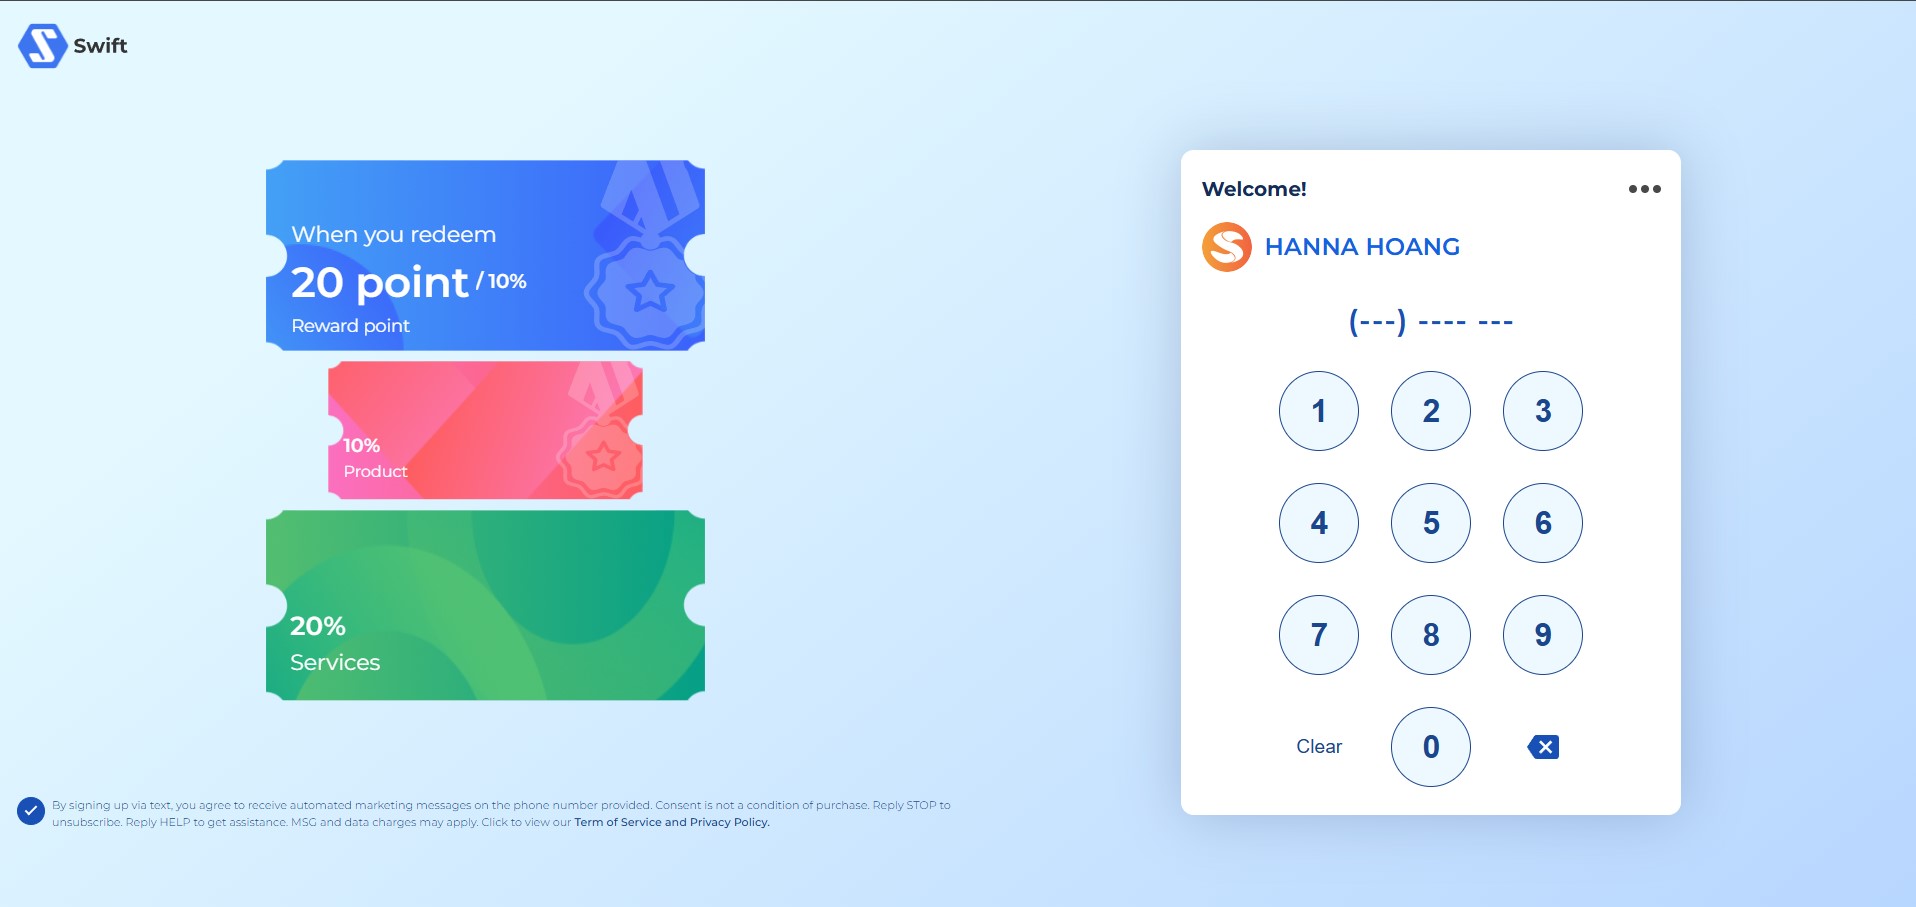 Swift
When you redeem
20 point / 10%
Reward point
10%
Product
20%
Services
By signing up via text, you agree to receive automated marketing messages on the phone number provided. Consent is not a condition of purchase. Reply STOP to
unsubscribe. Reply HELP to get assistance. MSG and data charges may apply. Click to view our Term of Service and Privacy Policy.
Welcome!
HANNA HOANG
(---) ---- ---
1 2 3
4 5 6
7 8 9
Clear 0